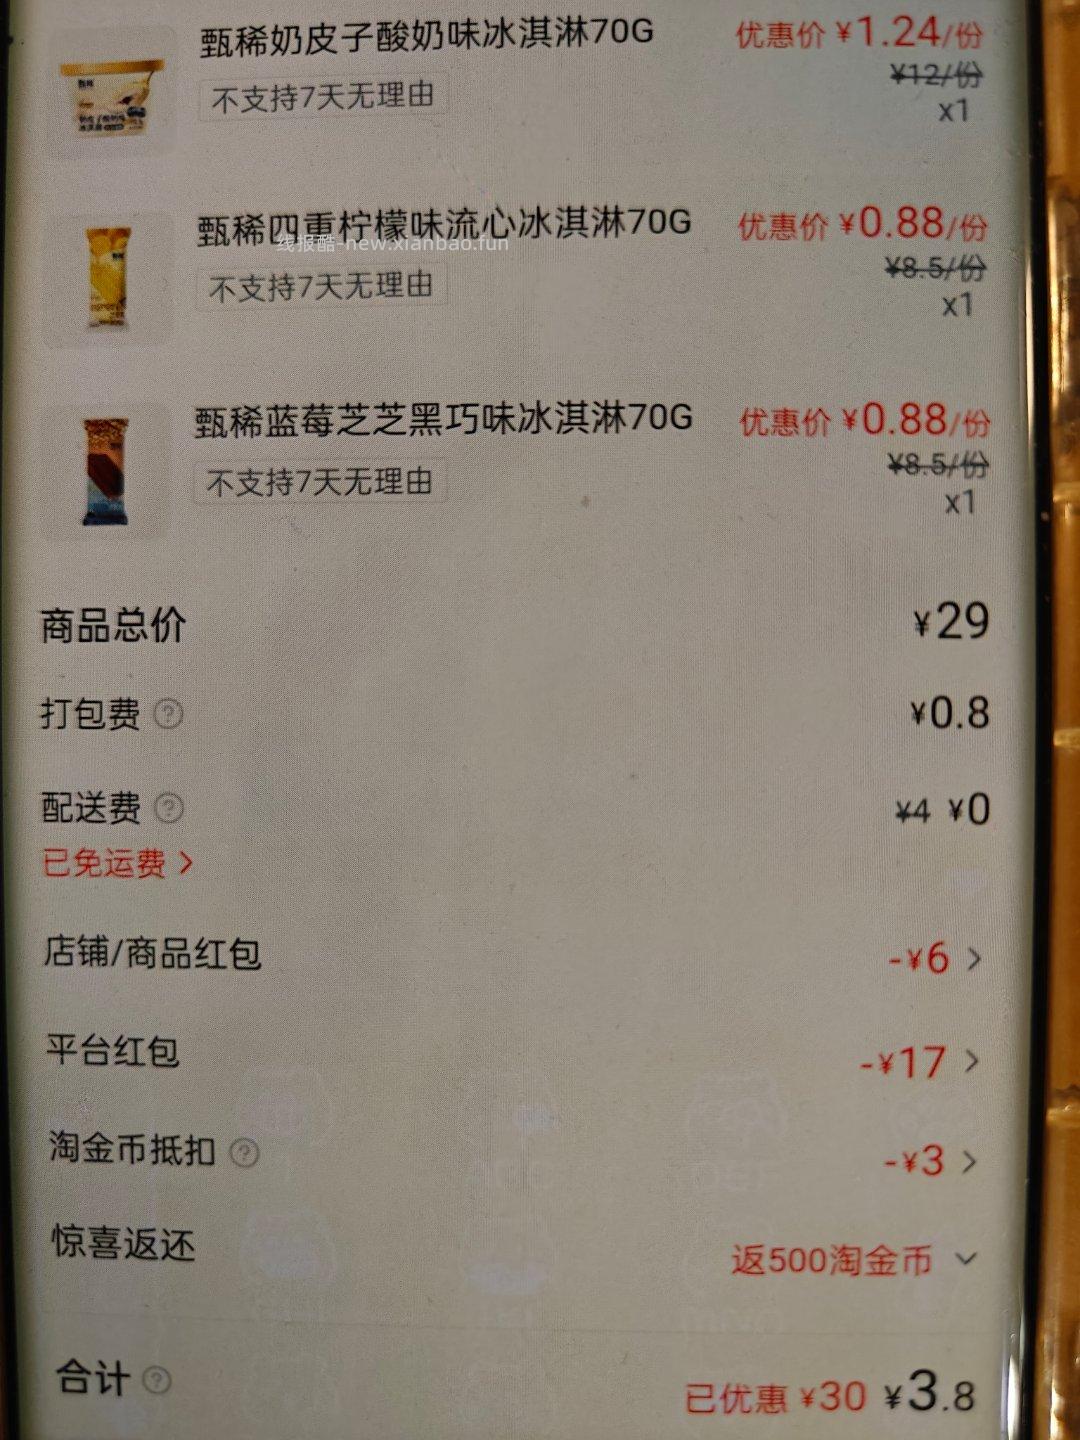 甄稀奶皮子酸奶味冰淇淋70G
优惠价 ¥1.24/份
不支持7天无理由
¥12/份
x1
甄稀四重柠檬味流心冰淇淋70G
优惠价 ¥0.88/份
线报酷-new.xianbao.fun
不支持7天无理由
¥8.5/份
x1
甄稀蓝莓芝芝黑巧味冰淇淋70G
优惠价 ¥0.88/份
不支持7天无理由
¥8.5/份
x1
商品总价 ¥29
打包费 ? ¥0.8
配送费 ? ¥4 ¥0
已免运费 >
店铺/商品红包 -¥6 >
平台红包 -¥17 >
淘金币抵扣 ? -¥3 >
惊喜返还 返500淘金币
合计 ? 已优惠 ¥30 ¥3.8